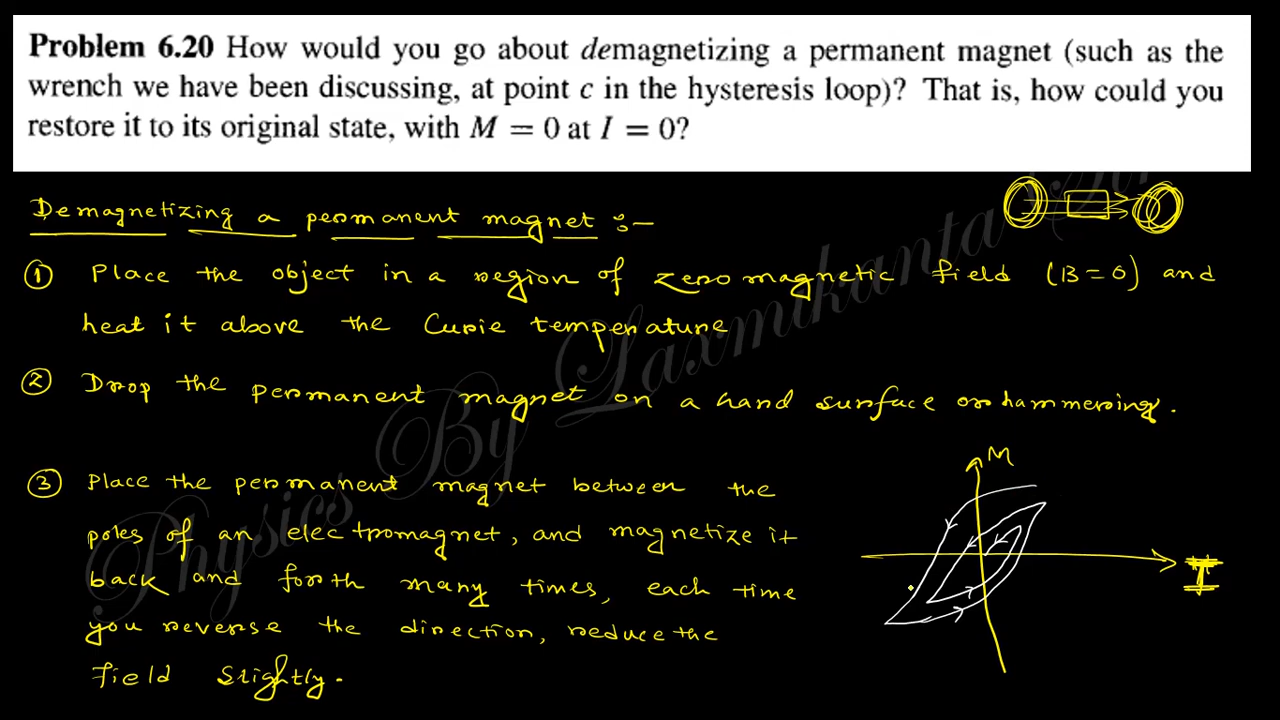 Problem 6.20 How would you go about demagnetizing a permanent magnet (such as the
wrench we have been discussing, at point c in the hysteresis loop)? That is, how could you
restore it to its original state, with M = 0 at I = 0?
Demagnetizing a permanent magnet :-
① Place the object in a region of zero magnetic field (B = 0) and
heat it above the Curie temperature
② Drop the permanent magnet on a hard surface or hammering.
M
③ Place the permanent magnet between the
poles of an electromagnet, and magnetize it
I
back and forth many times, each time
you reverse the direction, reduce the
field slightly.
Physics By Laxmikanta